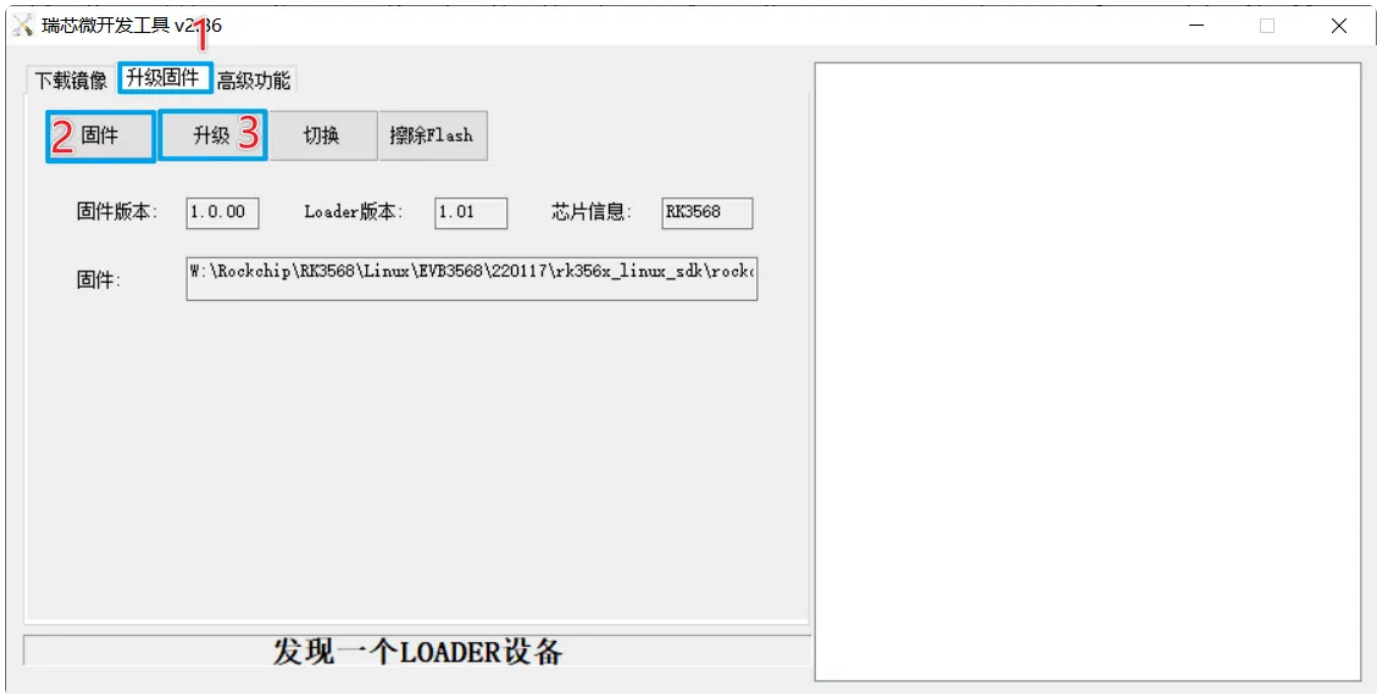 瑞芯微开发工具 v2.86
1
下载镜像 升级固件 高级功能
2 固件 升级 3 切换 擦除Flash
固件版本: 1.0.00 Loader版本: 1.01 芯片信息: RK3568
固件: W:\Rockchip\RK3568\Linux\EVB3568\220117\rk356x_linux_sdk\rock
发现一个LOADER设备